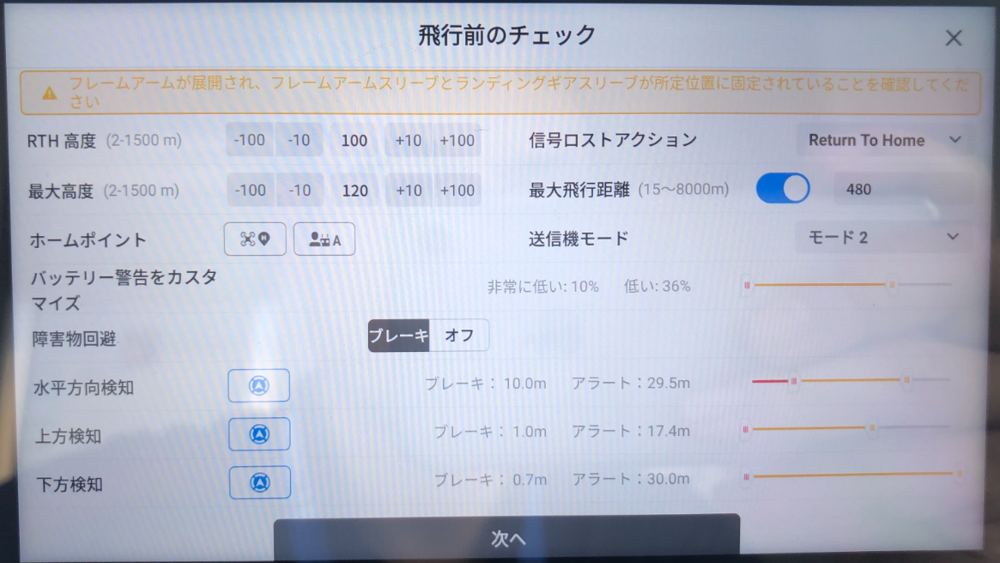 飛行前のチェック
フレームアームが展開され、フレームアームスリーブとランディングギアスリーブが所定位置に固定されていることを確認してくだ
さい
RTH 高度 (2-1500 m) -100 -10 100 +10 +100 信号ロストアクション Return To Home
最大高度 (2-1500 m) -100 -10 120 +10 +100 最大飛行距離 (15～8000m) 480
ホームポイント H A 送信機モード モード 2
バッテリー警告をカスタ
マイズ
非常に低い: 10% 低い: 36%
障害物回避 ブレーキ オフ
水平方向検知 ブレーキ： 10.0m アラート：29.5m
上方検知 ブレーキ： 1.0m アラート：17.4m
下方検知 ブレーキ： 0.7m アラート：30.0m
次へ